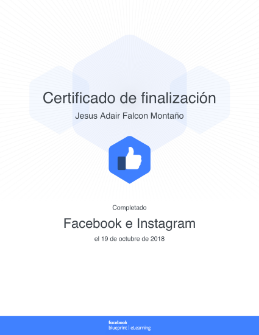 Certificado de finalización
Jesus Adair Falcon Montaño
Completado
Facebook e Instagram
el 19 de octubre de 2018
facebook
blueprint | eLearning